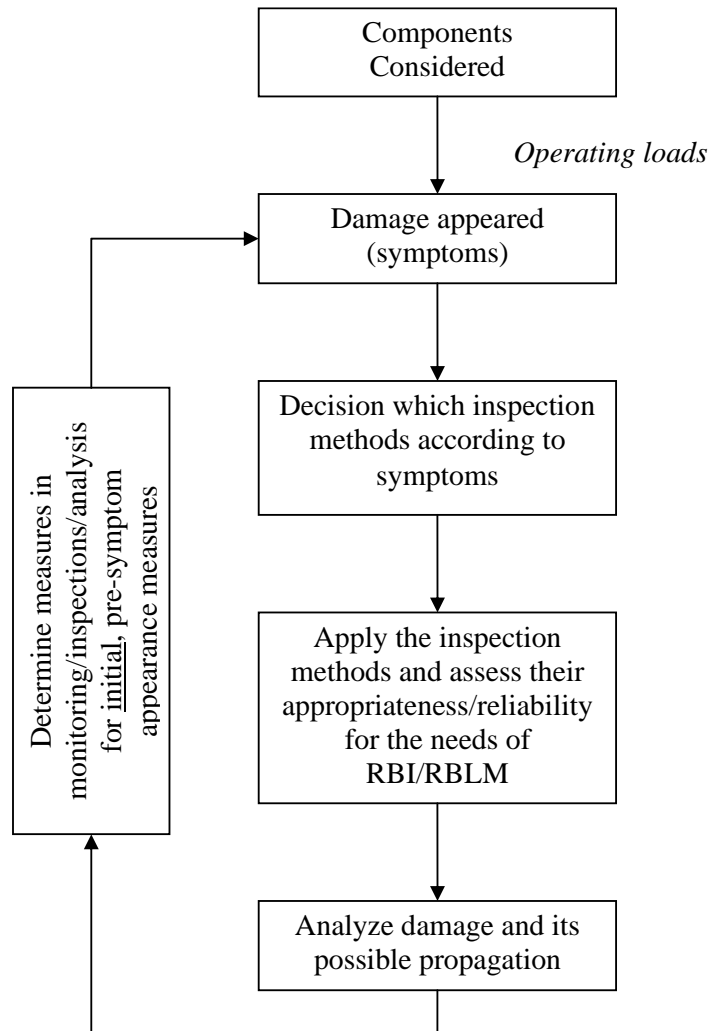 Components
Considered
Operating loads
Damage appeared
(symptoms)
Decision which inspection
methods according to
symptoms
Apply the inspection
methods and assess their
appropriateness/reliability
for the needs of
RBI/RBLM
Analyze damage and its
possible propagation
Determine measures in
monitoring/inspections/analysis
for initial, pre-symptom
appearance measures